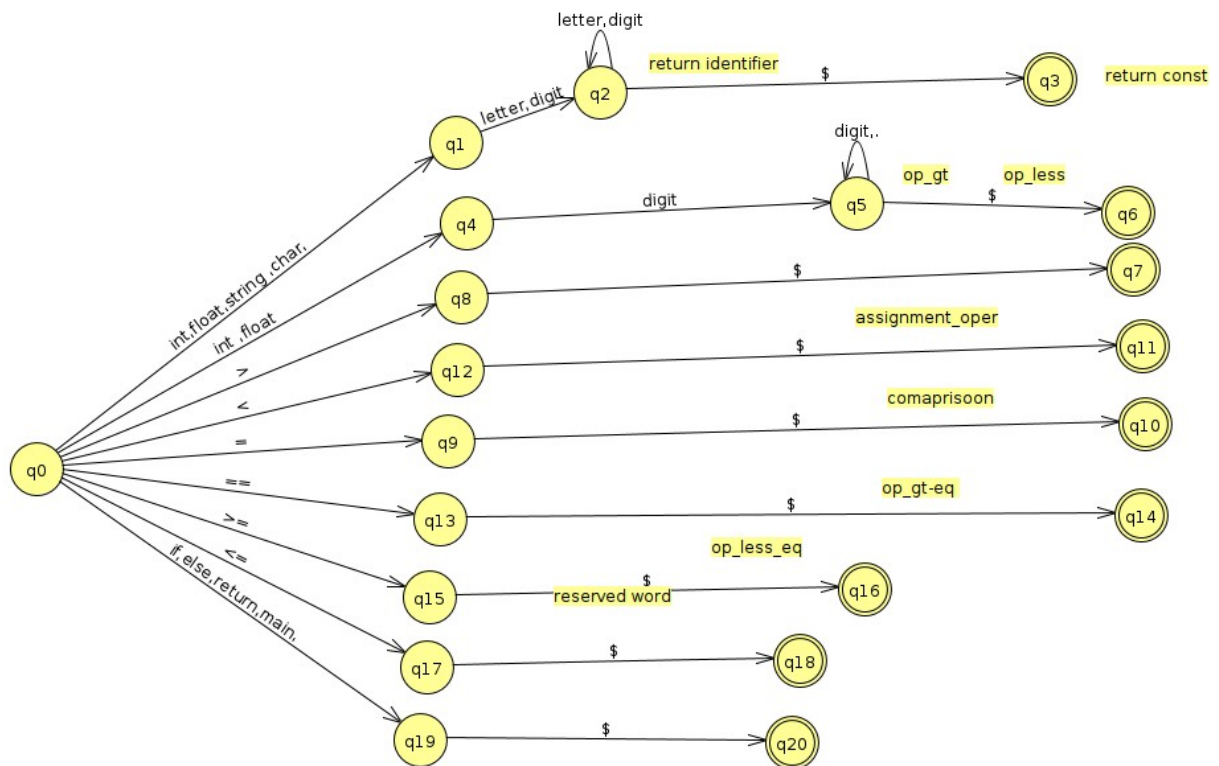 letter,digit
return identifier
$
q3
return const
q2
letter,digit
q1
digit,.
op_gt
op_less
digit
q5
$
q6
q4
int,float,string ,char,
int ,float
$
q7
q8
>
assignment_oper
$
q11
q12
<
comaprisoon
$
q10
q9
=
q0
==
op_gt-eq
$
q14
q13
>=
op_less_eq
$
q16
q15
reserved word
<=
$
q18
q17
if,else,return,main,
$
q20
q19